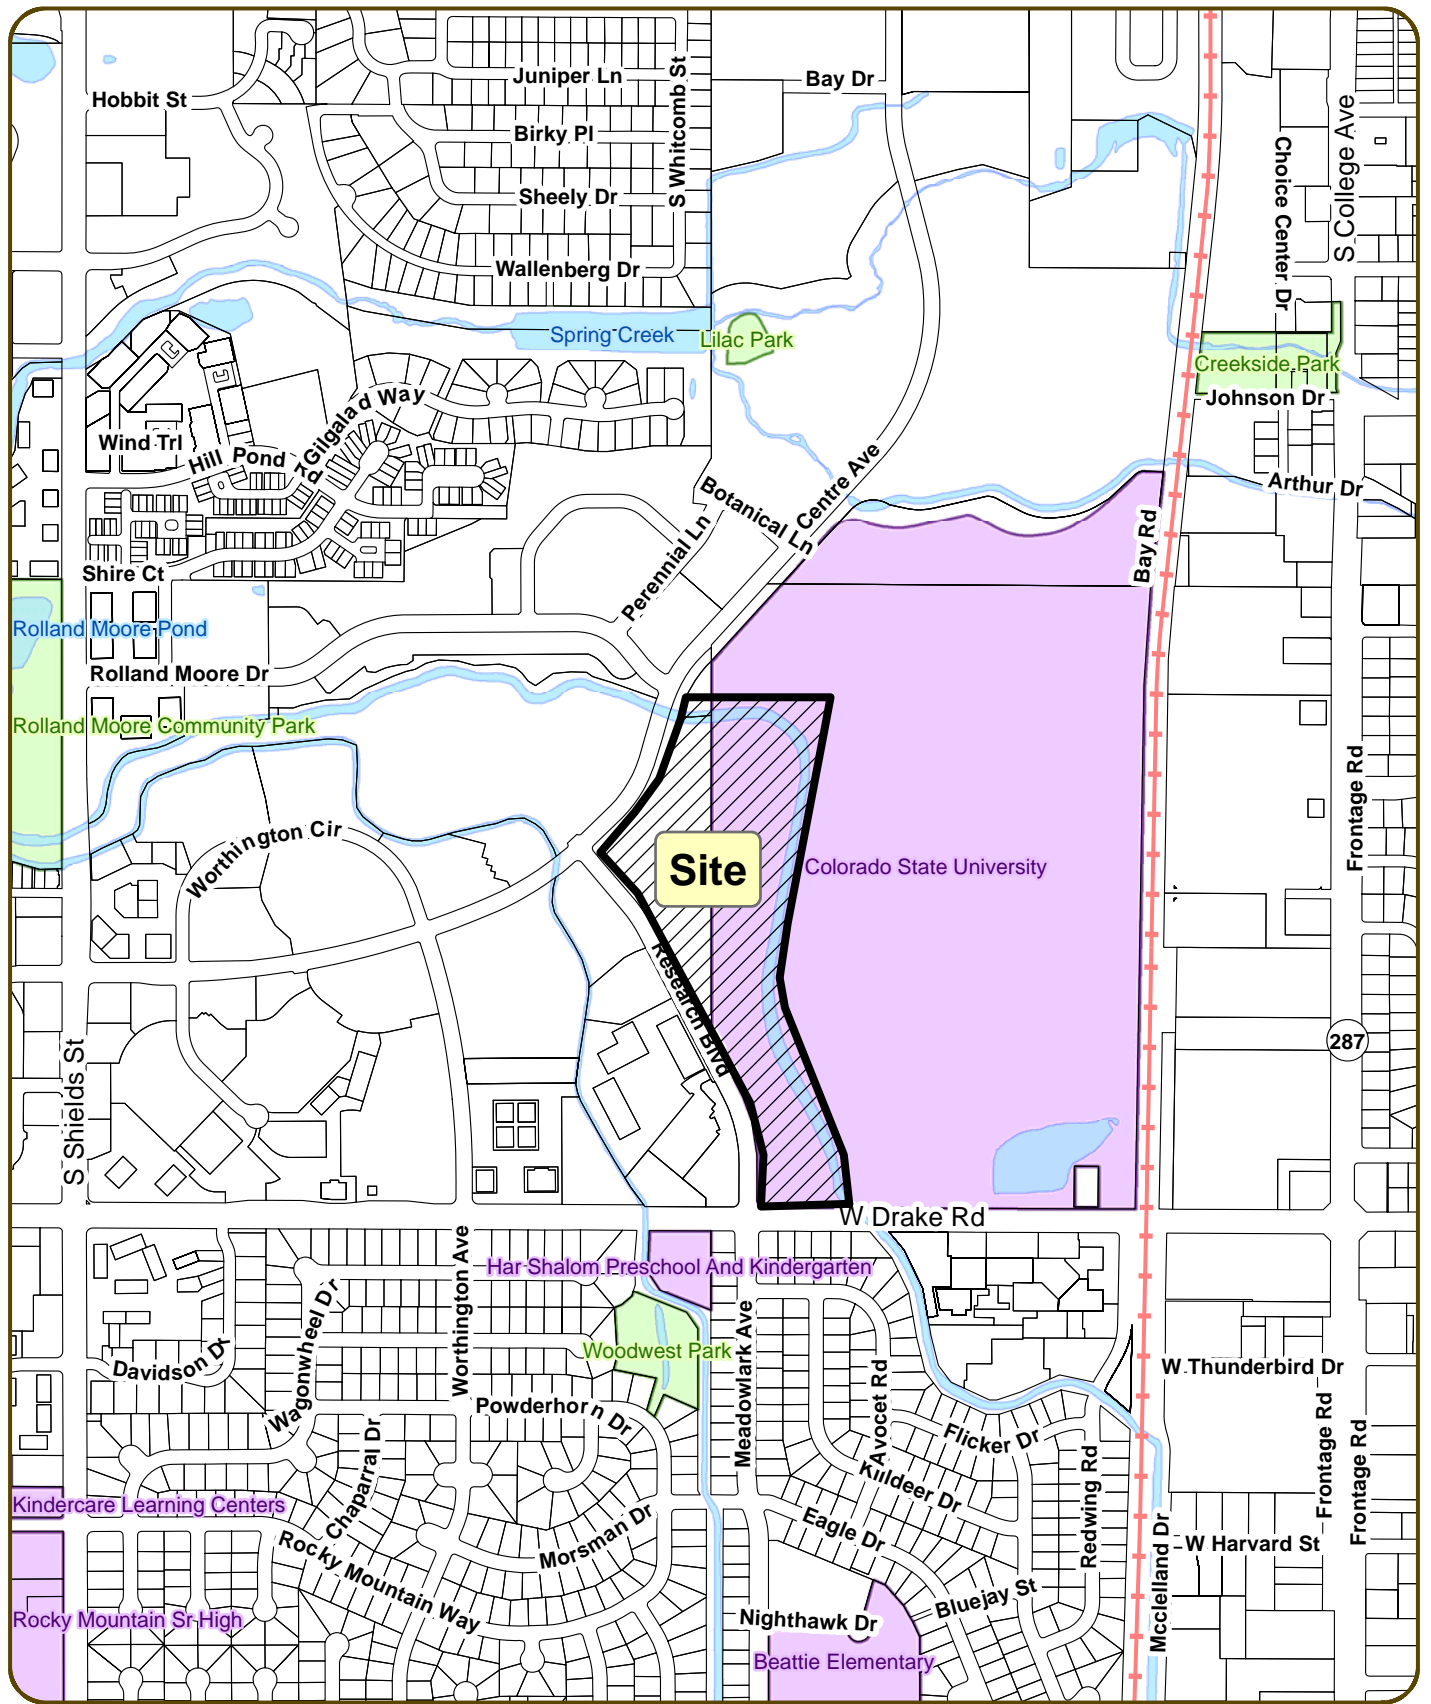 Juniper Ln
Bay Dr
Hobbit St
Birky Pl
S Whitcomb St
Sheely Dr
Choice Center Dr
S College Ave
Wallenberg Dr
Spring Creek
Lilac Park
Creekside Park
Johnson Dr
Gilgalad Way
Wind Trl
Hill Pond Rd
Centre Ave
Botanical Ln
Arthur Dr
Bay Rd
Perennial Ln
Shire Ct
Rolland Moore Pond
Rolland Moore Dr
Rolland Moore Community Park
Frontage Rd
Worthington Cir
Site
Colorado State University
Research Blvd
287
S Shields St
W Drake Rd
Har Shalom Preschool And Kindergarten
Worthington Ave
Wagonwheel Dr
Woodwest Park
Meadowlark Ave
Davidson Dr
Avocet Rd
W Thunderbird Dr
Powderhorn Dr
Flicker Dr
Frontage Rd
Frontage Rd
Chaparral Dr
Killdeer Dr
Redwing Rd
Kindercare Learning Centers
Eagle Dr
Morsman Dr
Mcclelland Dr
W Harvard St
Rocky Mountain Way
Bluejay St
Rocky Mountain Sr High
Nighthawk Dr
Beattie Elementary